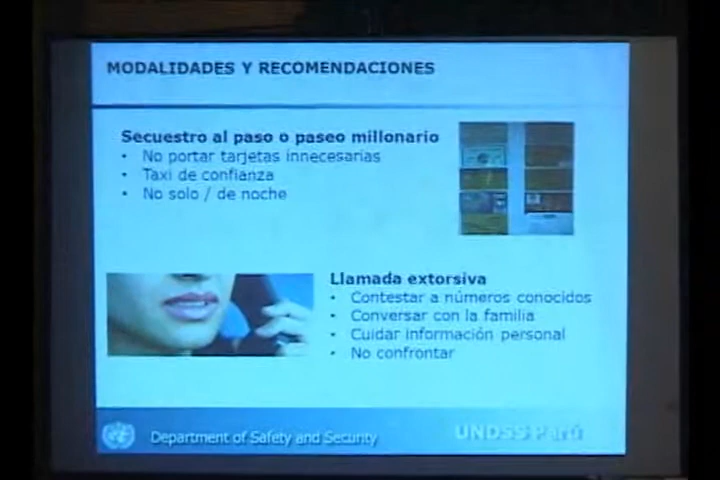 MODALIDADES Y RECOMENDACIONES
Secuestro al paso o paseo millonario
• No portar tarjetas innecesarias
• Taxi de confianza
• No solo / de noche
Llamada extorsiva
• Contestar a números conocidos
• Conversar con la familia
• Cuidar información personal
• No confrontar
Department of Safety and Security
UNDSS Perú